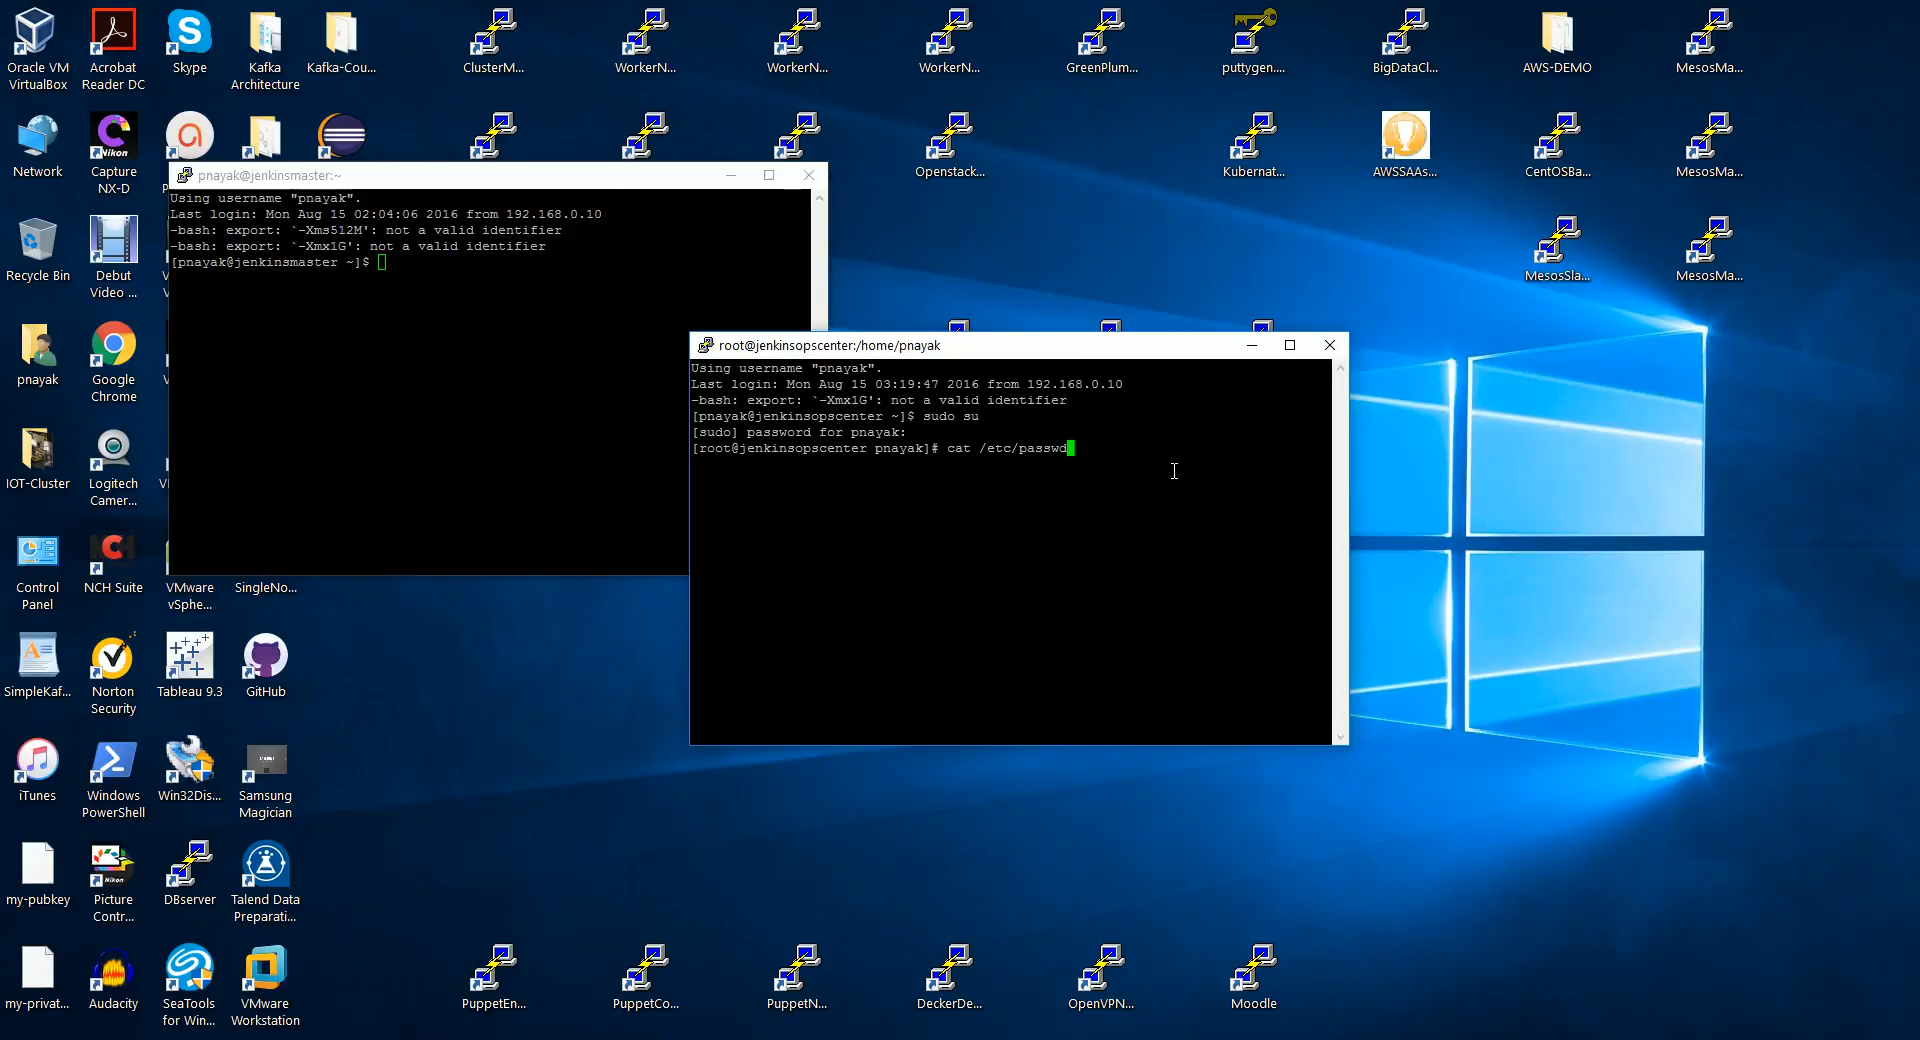 Oracle VM
VirtualBox
Acrobat
Reader DC
Skype
Kafka
Architecture
Kafka-Cou...
ClusterM...
WorkerN...
WorkerN...
WorkerN...
GreenPlum...
puttygen....
BigDataCl...
AWS-DEMO
MesosMa...
Network
Capture
NX-D
Openstack...
Kubernat...
AWSSAAs...
CentOSBa...
MesosMa...
pnayak@jenkinsmaster:~
Using username "pnayak".
Last login: Mon Aug 15 02:04:06 2016 from 192.168.0.10
-bash: export: `-Xms512M': not a valid identifier
-bash: export: `-Xmx1G': not a valid identifier
[pnayak@jenkinsmaster ~]$
Recycle Bin
Debut
Video ...
MesosSla...
MesosMa...
root@jenkinsopscenter:/home/pnayak
Using username "pnayak".
Last login: Mon Aug 15 03:19:47 2016 from 192.168.0.10
-bash: export: `-Xmx1G': not a valid identifier
[pnayak@jenkinsopscenter ~]$ sudo su
[sudo] password for pnayak:
[root@jenkinsopscenter pnayak]# cat /etc/passwd
pnayak
Google
Chrome
IOT-Cluster
Logitech
Camer...
Control
Panel
NCH Suite
VMware
vSphe...
SingleNo...
SimpleKaf...
Norton
Security
Tableau 9.3
GitHub
iTunes
Windows
PowerShell
Win32Dis...
Samsung
Magician
my-pubkey
Nikon
Picture
Contr...
DBserver
Talend Data
Preparati...
my-privat...
Audacity
SeaTools
for Win...
VMware
Workstation
PuppetEn...
PuppetCo...
PuppetN...
DeckerDe...
OpenVPN...
Moodle